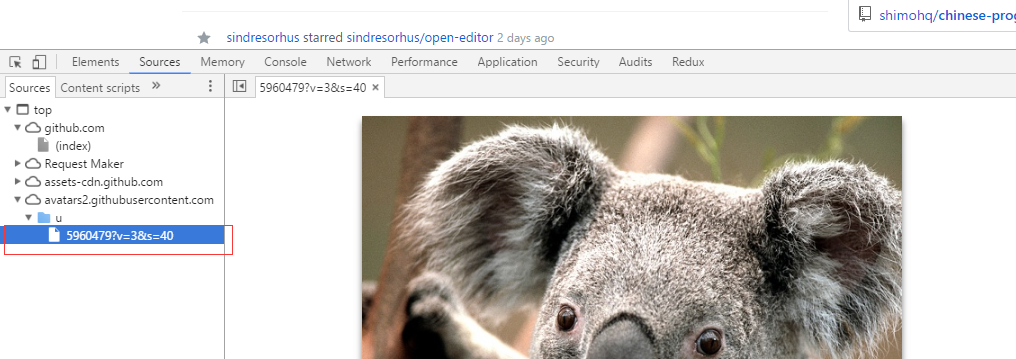 shimohq/chinese-prog
sindresorhus starred sindresorhus/open-editor 2 days ago
Elements Sources Memory Console Network Performance Application Security Audits Redux
Sources Content scripts » 5960479?v=3&s=40 ×
top
github.com
(index)
Request Maker
assets-cdn.github.com
avatars2.githubusercontent.com
u
5960479?v=3&s=40